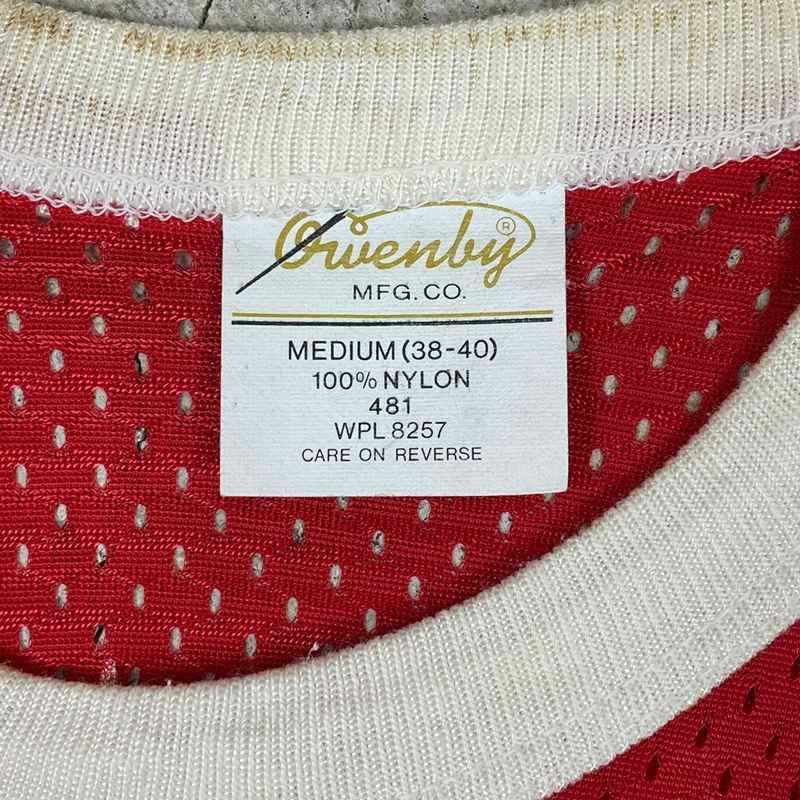 Owenby ®
MFG. CO.
MEDIUM (38-40)
100% NYLON
481
WPL 8257
CARE ON REVERSE